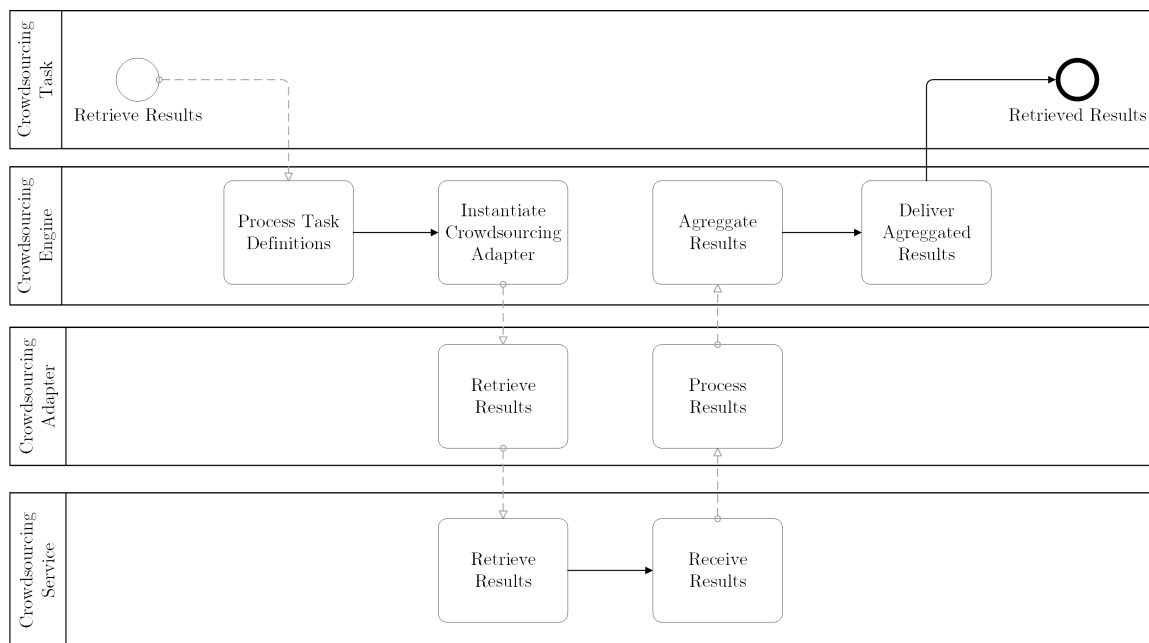 Crowdsourcing
Task
Retrieve Results
Retrieved Results
Crowdsourcing
Engine
Process Task
Definitions
Instantiate
Crowdsourcing
Adapter
Agreggate
Results
Deliver
Agreggated
Results
Crowdsourcing
Adapter
Retrieve
Results
Process
Results
Crowdsourcing
Service
Retrieve
Results
Receive
Results